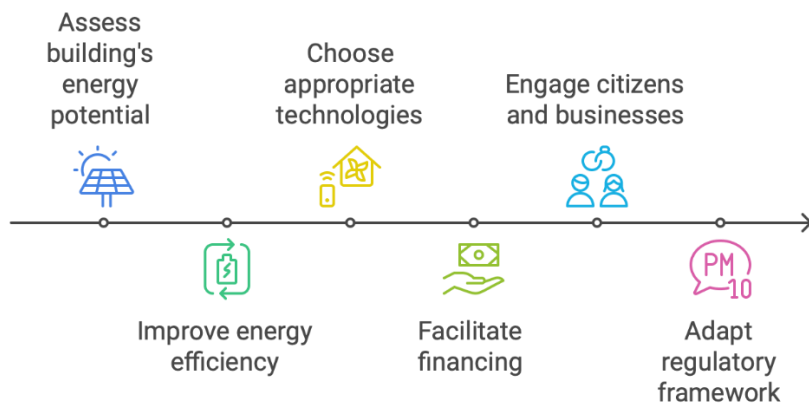 Assess
building's
energy
potential
Improve energy
efficiency
Choose
appropriate
technologies
Facilitate
financing
Engage citizens
and businesses
PM
10
Adapt
regulatory
framework